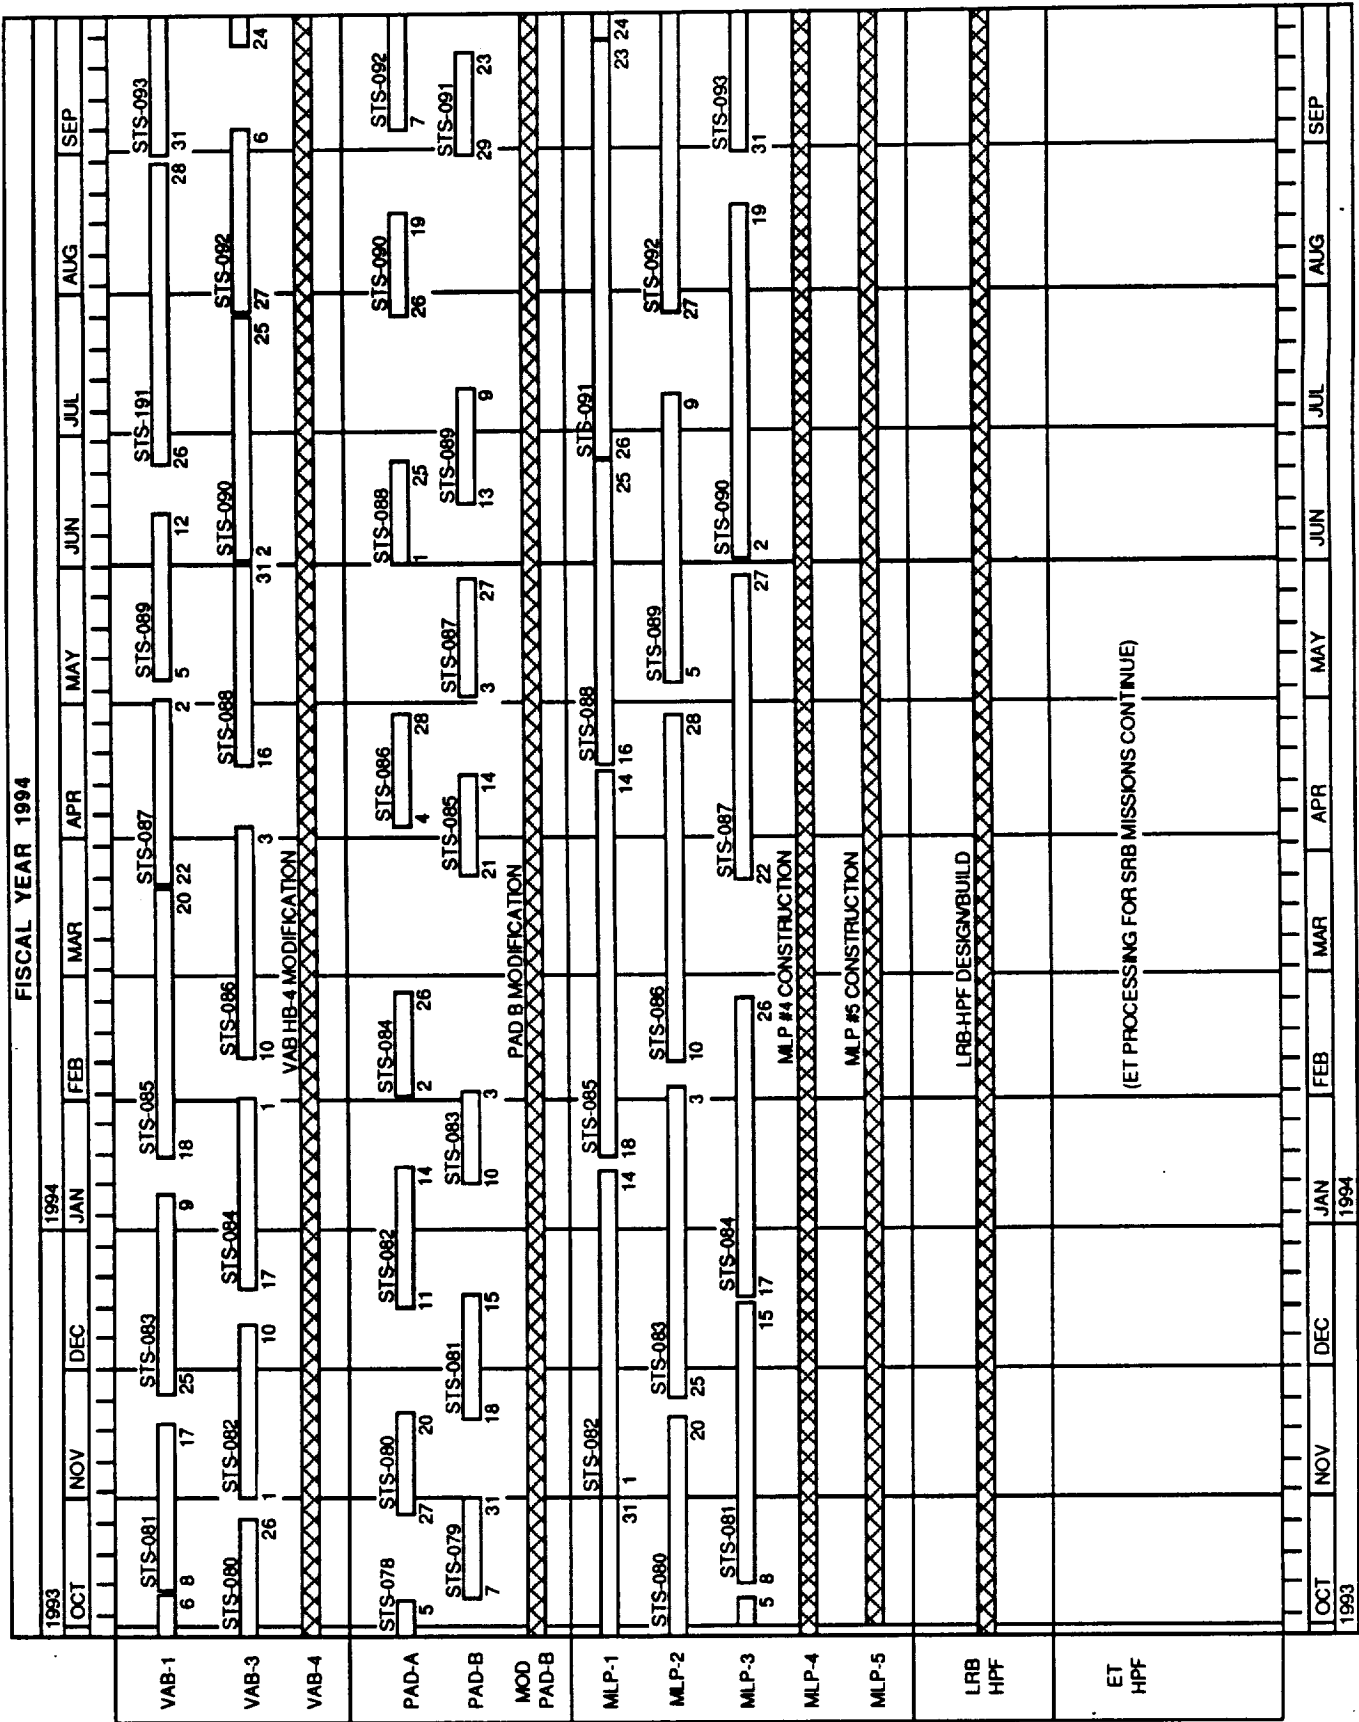 FISCAL YEAR 1994
1993 1994
OCT NOV DEC JAN FEB MAR APR MAY JUN JUL AUG SEP
VAB-1
STS-081 STS-083 STS-085 STS-087 STS-089 STS-191 STS-093
6 8 17 25 9 18 20 22 2 5 12 26 28 31
VAB-3
STS-080 STS-082 STS-084 STS-086 STS-088 STS-090 STS-092
26 1 10 17 1 10 3 16 31 2 25 27 6 24
VAB-4
VAB HB-4 MODIFICATION
PAD-A
STS-078 STS-080 STS-082 STS-084 STS-086 STS-088 STS-090 STS-092
5 27 20 11 14 2 26 4 28 1 25 26 19 7
PAD-B
STS-079 STS-081 STS-083 STS-085 STS-087 STS-089 STS-091
7 31 18 15 10 3 21 14 3 27 13 9 29 23
MOD
PAD-B
PAD B MODIFICATION
MLP-1
STS-082 STS-085 STS-088 STS-091
31 1 14 18 14 16 25 26 23 24
MLP-2
STS-080 STS-083 STS-086 STS-089 STS-092
20 25 3 10 28 5 9 27
MLP-3
STS-081 STS-084 STS-087 STS-090 STS-093
5 8 15 17 26 22 27 2 19 31
MLP-4
MLP #4 CONSTRUCTION
MLP-5
MLP #5 CONSTRUCTION
LRB
HPF
LRB-HPF DESIGN/BUILD
ET
HPF
(ET PROCESSING FOR SRB MISSIONS CONTINUE)
OCT NOV DEC JAN FEB MAR APR MAY JUN JUL AUG SEP
1993 1994